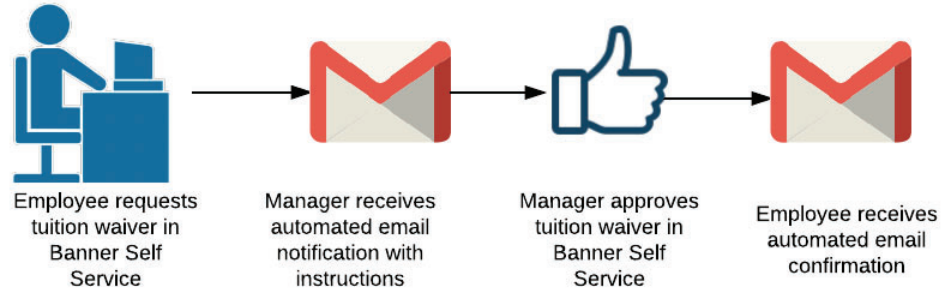 Employee requests
tuition waiver in
Banner Self
Service
Manager receives
automated email
notification with
instructions
Manager approves
tuition waiver in
Banner Self
Service
Employee receives
automated email
confirmation